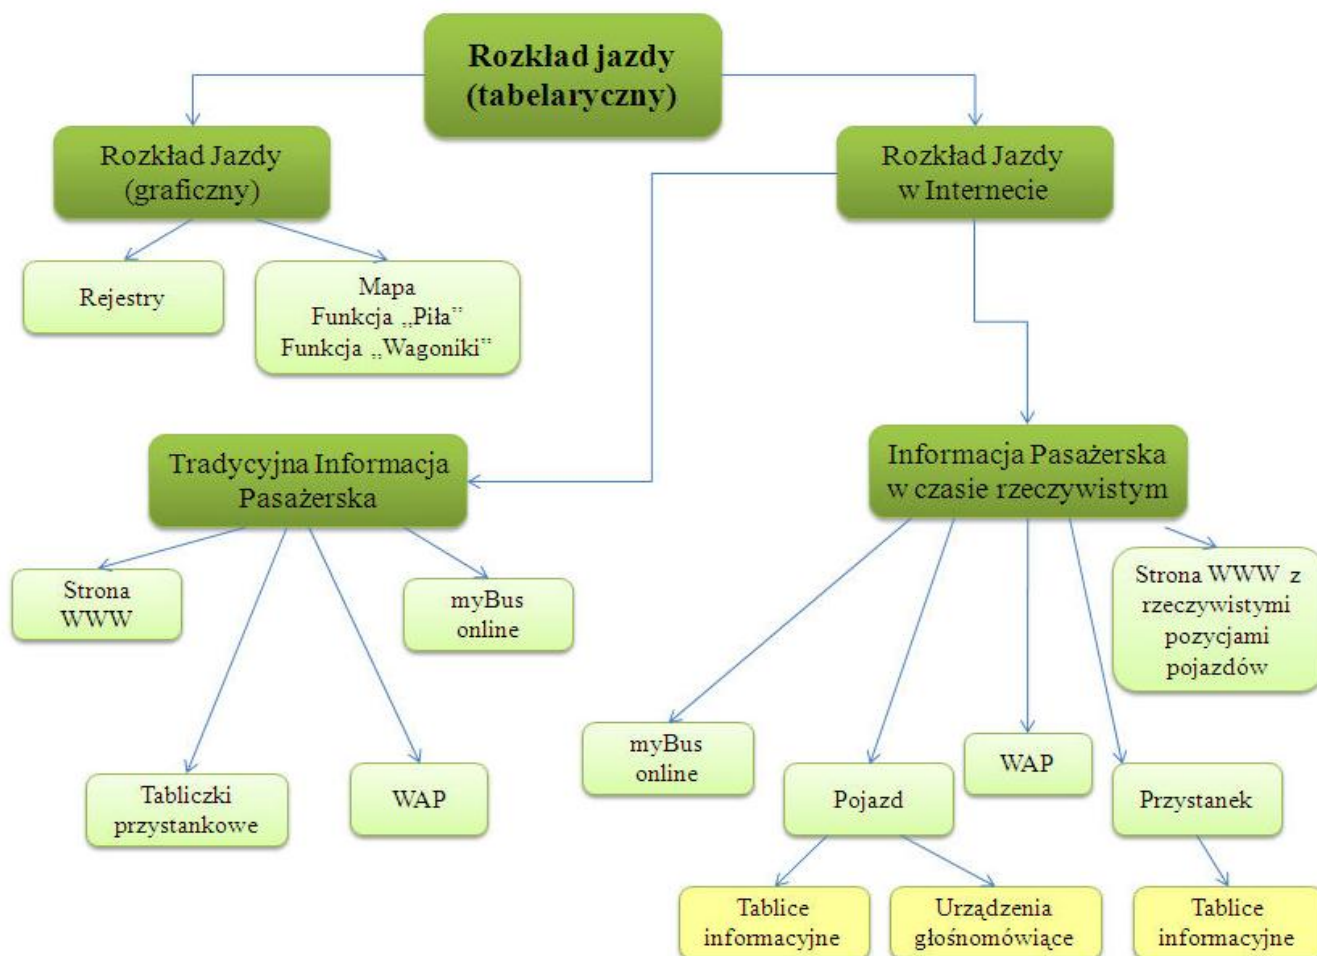 Rozkład jazdy
(tabelaryczny)
Rozkład Jazdy
(graficzny)
Rozkład Jazdy
w Internecie
Rejestry
Mapa
Funkcja „Piła”
Funkcja „Wagoniki”
Tradycyjna Informacja
Pasażerska
Informacja Pasażerska
w czasie rzeczywistym
Strona
WWW
myBus
online
Strona WWW z
rzeczywistymi
pozycjami
pojazdów
Tabliczki
przystankowe
WAP
myBus
online
Pojazd
WAP
Przystanek
Tablice
informacyjne
Urządzenia
głośnomówiące
Tablice
informacyjne